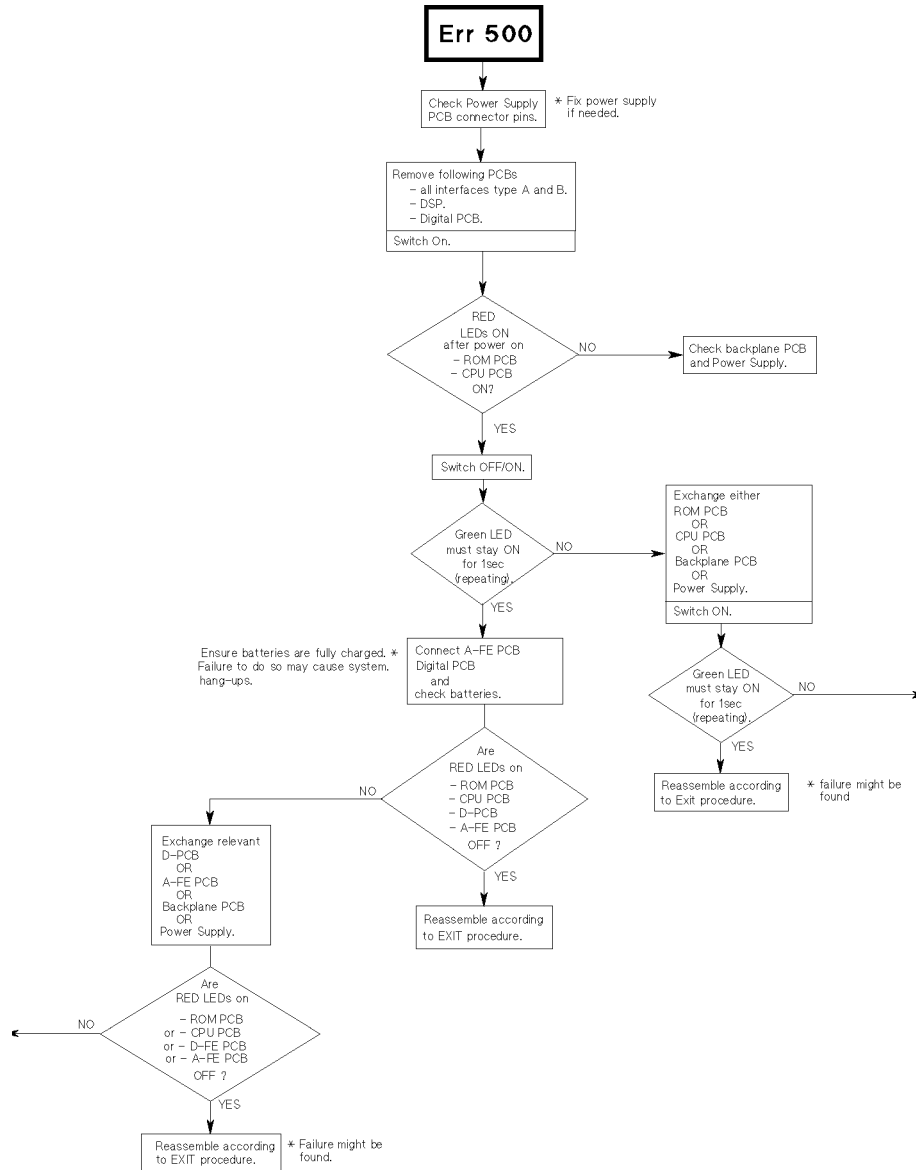 Err 500
Check Power Supply
PCB connector pins.
* Fix power supply
if needed.
Remove following PCBs
- all interfaces type A and B.
- DSP.
- Digital PCB.
Switch On.
RED
LEDs ON
after power on
- ROM PCB
- CPU PCB
ON?
NO
Check backplane PCB
and Power Supply.
YES
Switch OFF/ON.
Green LED
must stay ON
for 1sec
(repeating).
NO
Exchange either
ROM PCB
OR
CPU PCB
OR
Backplane PCB
OR
Power Supply.
Switch ON.
YES
Ensure batteries are fully charged. *
Failure to do so may cause system.
hang-ups.
Connect A-FE PCB
Digital PCB
and
check batteries.
Green LED
must stay ON
for 1sec
(repeating).
NO
YES
Reassemble according
to Exit procedure.
* failure might be
found
Are
RED LEDs on
- ROM PCB
- CPU PCB
- D-PCB
- A-FE PCB
OFF ?
NO
YES
Reassemble according
to EXIT procedure.
Exchange relevant
D-PCB
OR
A-FE PCB
OR
Backplane PCB
OR
Power Supply.
Are
RED LEDs on
- ROM PCB
or - CPU PCB
or - D-FE PCB
or - A-FE PCB
OFF ?
NO
YES
Reassemble according
to EXIT procedure.
* Failure might be
found.